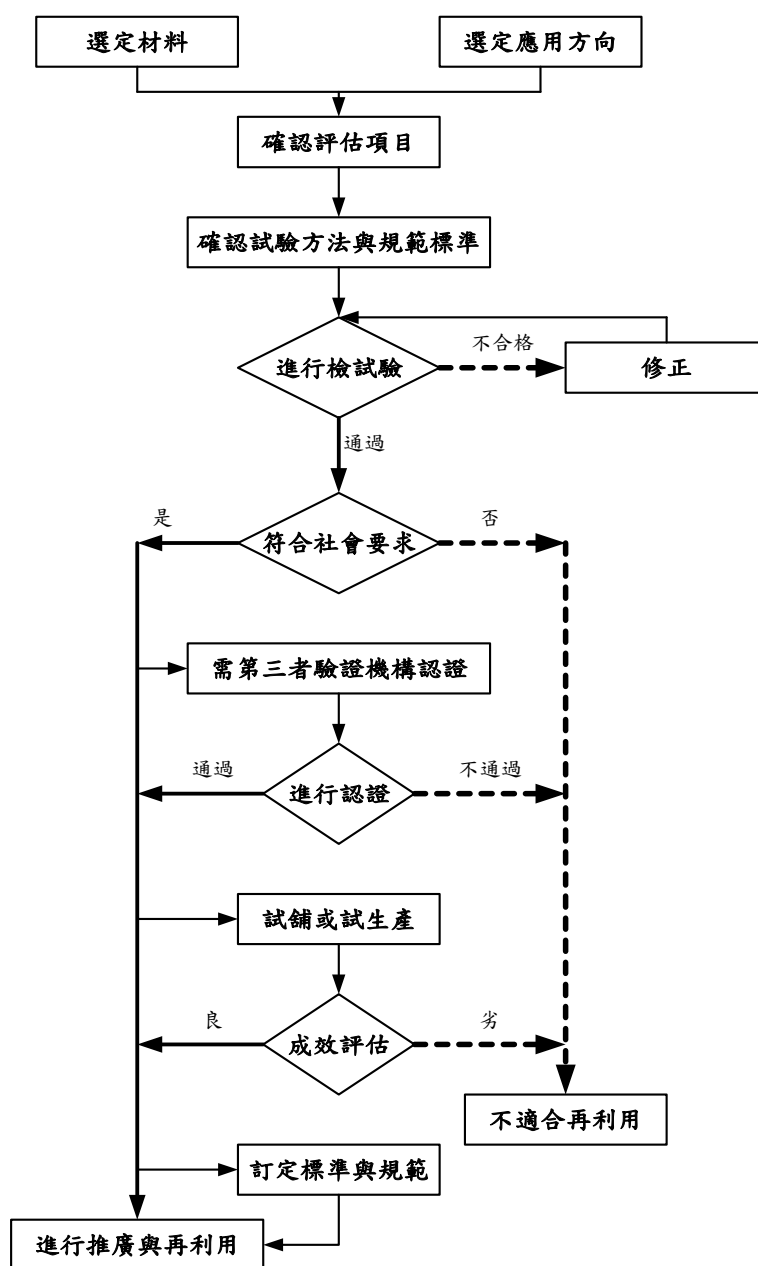 選定材料
選定應用方向
確認評估項目
確認試驗方法與規範標準
進行檢試驗
不合格
修正
通過
是
符合社會要求
否
需第三者驗證機構認證
通過
進行認證
不通過
試舖或試生產
良
成效評估
劣
不適合再利用
訂定標準與規範
進行推廣與再利用